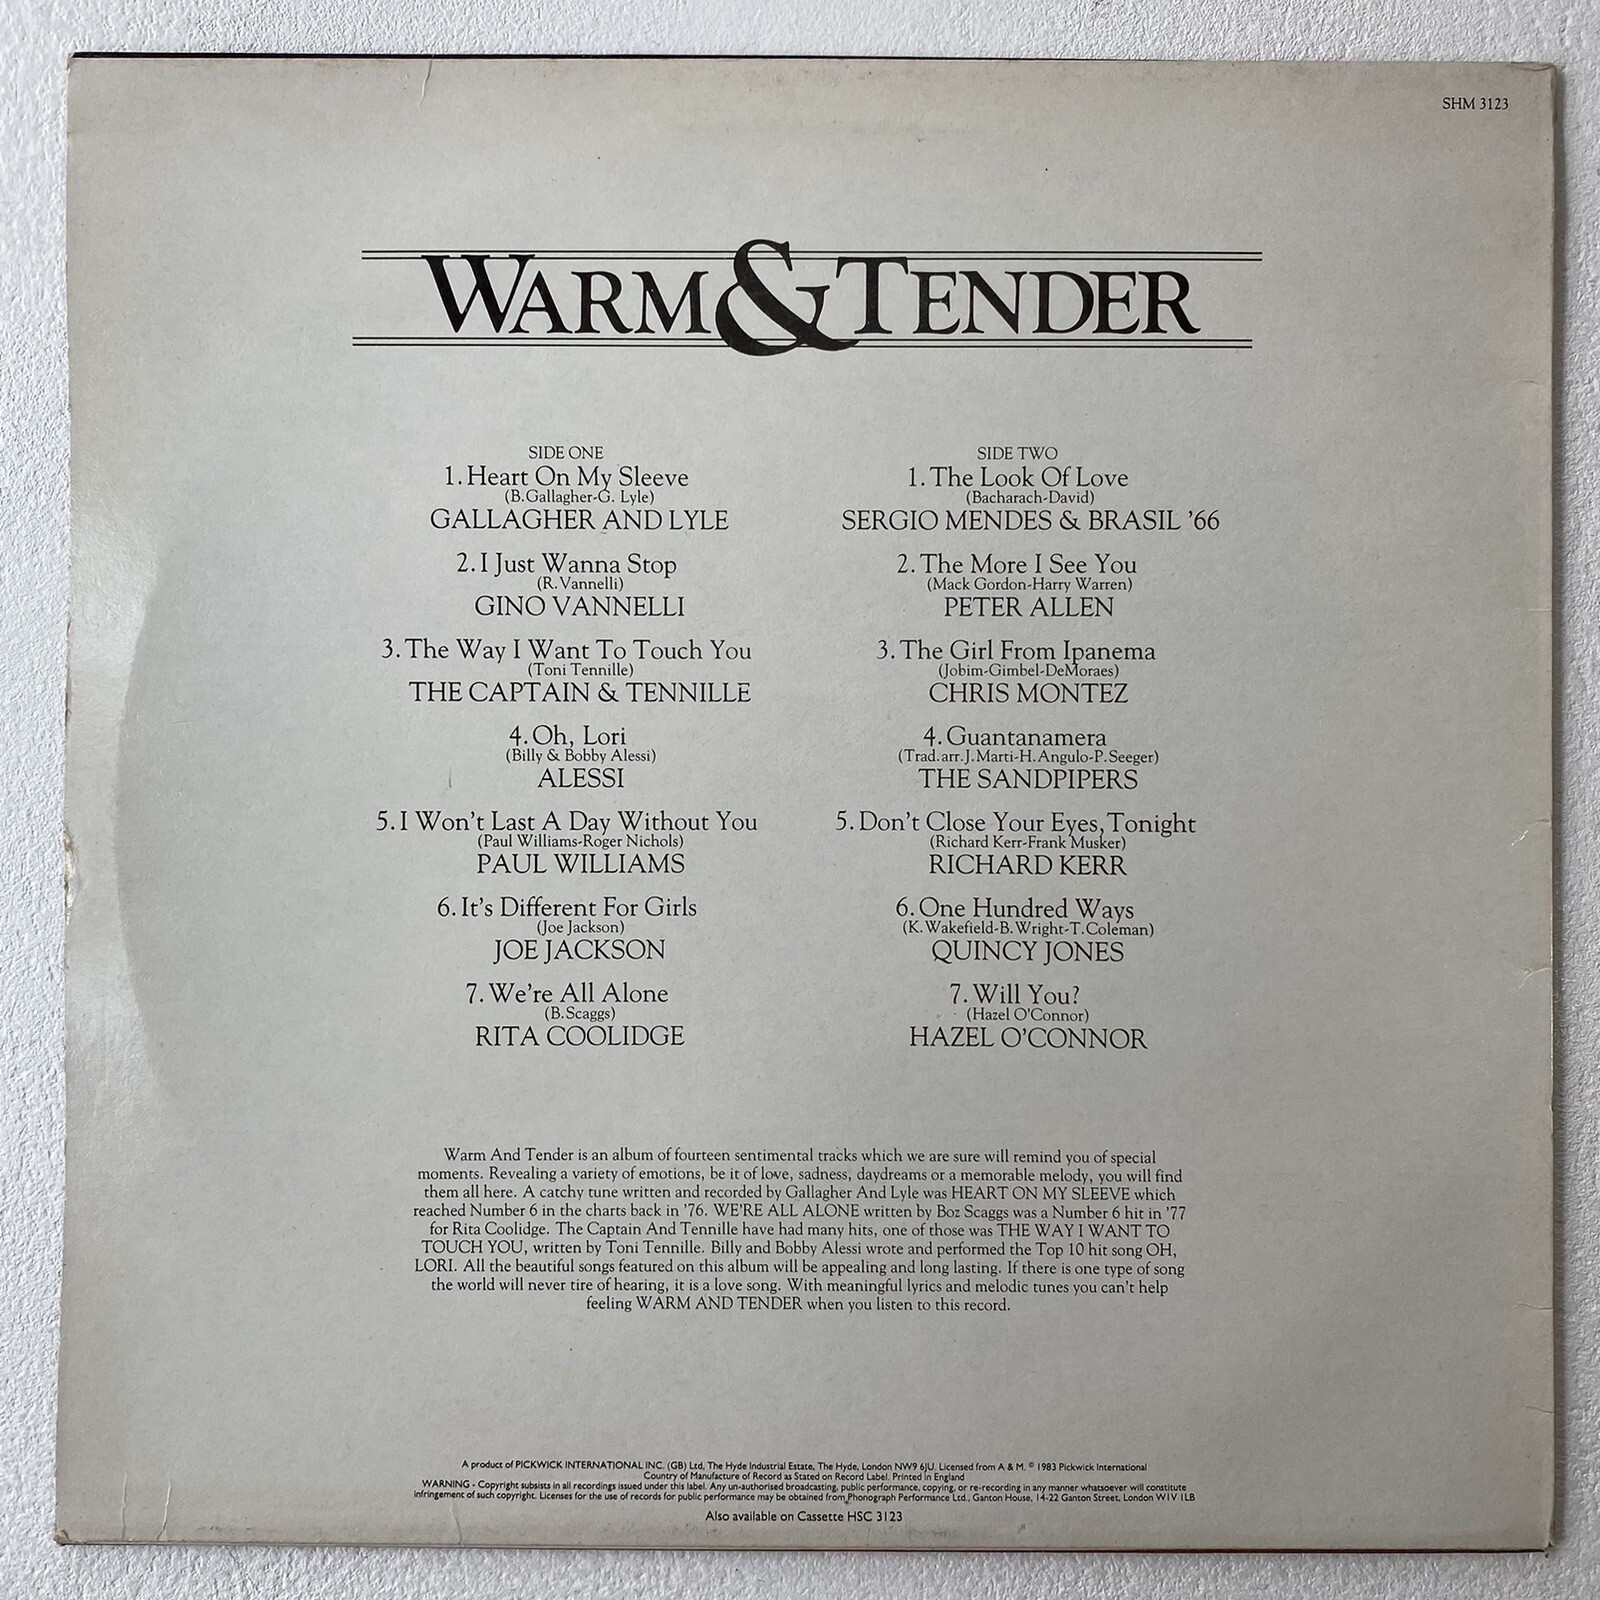 SHM 3123
WARM & TENDER
SIDE ONE
1. Heart On My Sleeve
(B. Gallagher-G. Lyle)
GALLAGHER AND LYLE
2. I Just Wanna Stop
(R. Vannelli)
GINO VANNELLI
3. The Way I Want To Touch You
(Toni Tennille)
THE CAPTAIN & TENNILLE
4. Oh, Lori
(Billy & Bobby Alessi)
ALESSI
5. I Won't Last A Day Without You
(Paul Williams-Roger Nichols)
PAUL WILLIAMS
6. It's Different For Girls
(Joe Jackson)
JOE JACKSON
7. We're All Alone
(B. Scaggs)
RITA COOLIDGE
SIDE TWO
1. The Look Of Love
(Bacharach-David)
SERGIO MENDES & BRASIL '66
2. The More I See You
(Mack Gordon-Harry Warren)
PETER ALLEN
3. The Girl From Ipanema
(Jobim-Gimbel-DeMoraes)
CHRIS MONTEZ
4. Guantanamera
(Trad. arr. J. Marti-H. Angulo-P. Seeger)
THE SANDPIPERS
5. Don't Close Your Eyes, Tonight
(Richard Kerr-Frank Musker)
RICHARD KERR
6. One Hundred Ways
(K. Wakefield-B. Wright-T. Coleman)
QUINCY JONES
7. Will You?
(Hazel O'Connor)
HAZEL O'CONNOR
Warm And Tender is an album of fourteen sentimental tracks which we are sure will remind you of special
moments. Revealing a variety of emotions, be it of love, sadness, daydreams or a memorable melody, you will find
them all here. A catchy tune written and recorded by Gallagher And Lyle was HEART ON MY SLEEVE which
reached Number 6 in the charts back in '76. WE'RE ALL ALONE written by Boz Scaggs was a Number 6 hit in '77
for Rita Coolidge. The Captain And Tennille have had many hits, one of those was THE WAY I WANT TO
TOUCH YOU, written by Toni Tennille. Billy and Bobby Alessi wrote and performed the Top 10 hit song OH,
LORI. All the beautiful songs featured on this album will be appealing and long lasting. If there is one type of song
the world will never tire of hearing, it is a love song. With meaningful lyrics and melodic tunes you can't help
feeling WARM AND TENDER when you listen to this record.
A product of PICKWICK INTERNATIONAL INC. (GB) Ltd, The Hyde Industrial Estate, The Hyde, London NW9 6JU. Licensed from A & M. © 1983 Pickwick International
Country of Manufacture of Record as Stated on Record Label. Printed in England
WARNING - Copyright subsists in all recordings issued under this label. Any un-authorised broadcasting, public performance, copying, or re-recording in any manner whatsoever will constitute
infringement of such copyright. Licenses for the use of records for public performance may be obtained from Phonograph Performance Ltd., Ganton House, 14-22 Ganton Street, London W1V 1LB
Also available on Cassette HSC 3123